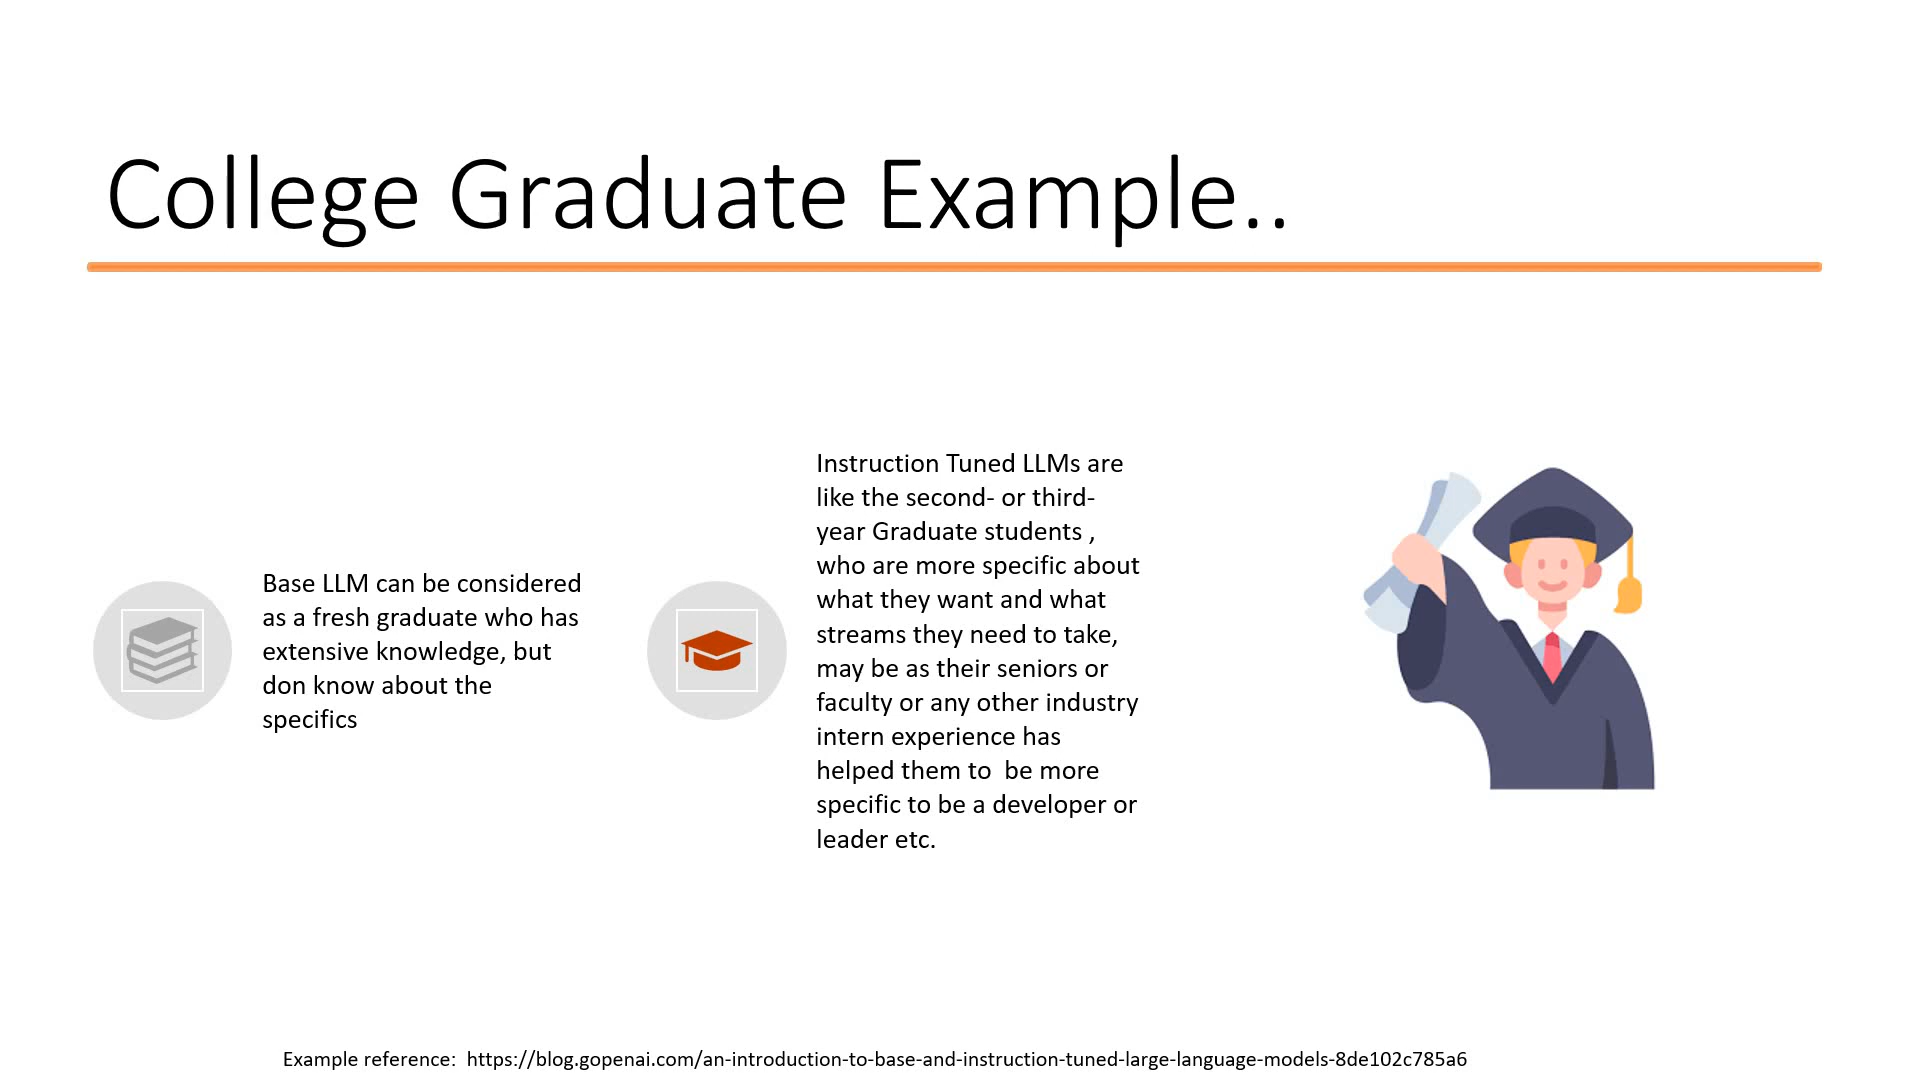 College Graduate Example..
Base LLM can be considered
as a fresh graduate who has
extensive knowledge, but
don know about the
specifics
Instruction Tuned LLMs are
like the second- or third-
year Graduate students ,
who are more specific about
what they want and what
streams they need to take,
may be as their seniors or
faculty or any other industry
intern experience has
helped them to  be more
specific to be a developer or
leader etc.
Example reference:  https://blog.gopenai.com/an-introduction-to-base-and-instruction-tuned-large-language-models-8de102c785a6